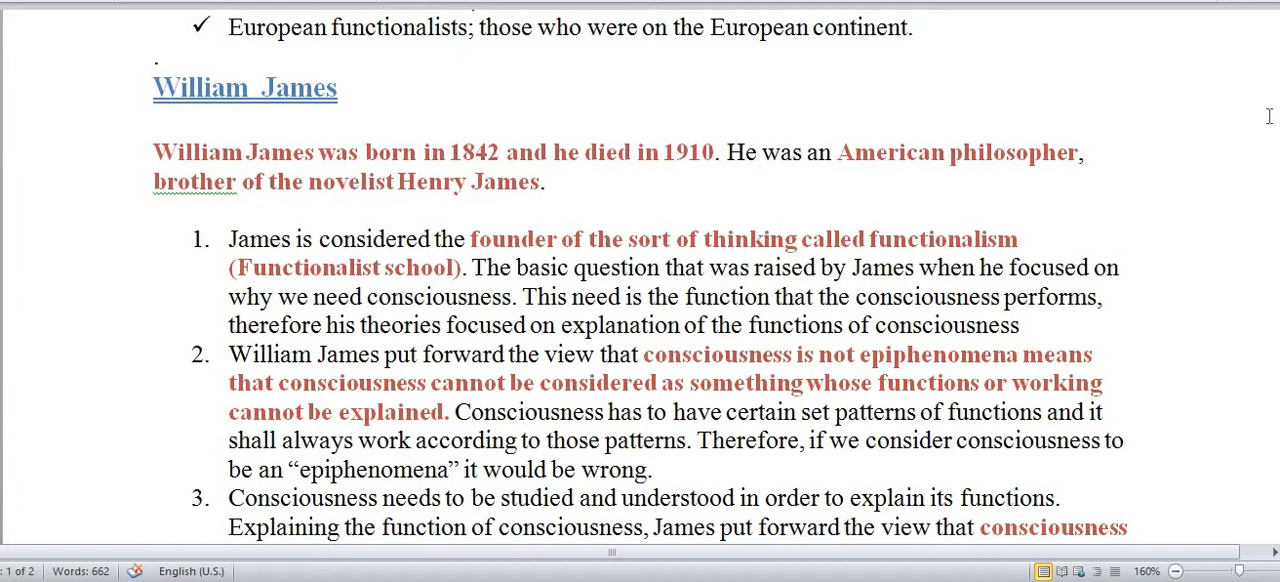 ✓ European functionalists; those who were on the European continent.
.
William James
William James was born in 1842 and he died in 1910. He was an American philosopher,
brother of the novelist Henry James.
1. James is considered the founder of the sort of thinking called functionalism
(Functionalist school). The basic question that was raised by James when he focused on
why we need consciousness. This need is the function that the consciousness performs,
therefore his theories focused on explanation of the functions of consciousness
2. William James put forward the view that consciousness is not epiphenomena means
that consciousness cannot be considered as something whose functions or working
cannot be explained. Consciousness has to have certain set patterns of functions and it
shall always work according to those patterns. Therefore, if we consider consciousness to
be an “epiphenomena” it would be wrong.
3. Consciousness needs to be studied and understood in order to explain its functions.
Explaining the function of consciousness, James put forward the view that consciousness
: 1 of 2 Words: 662 English (U.S.) 160%